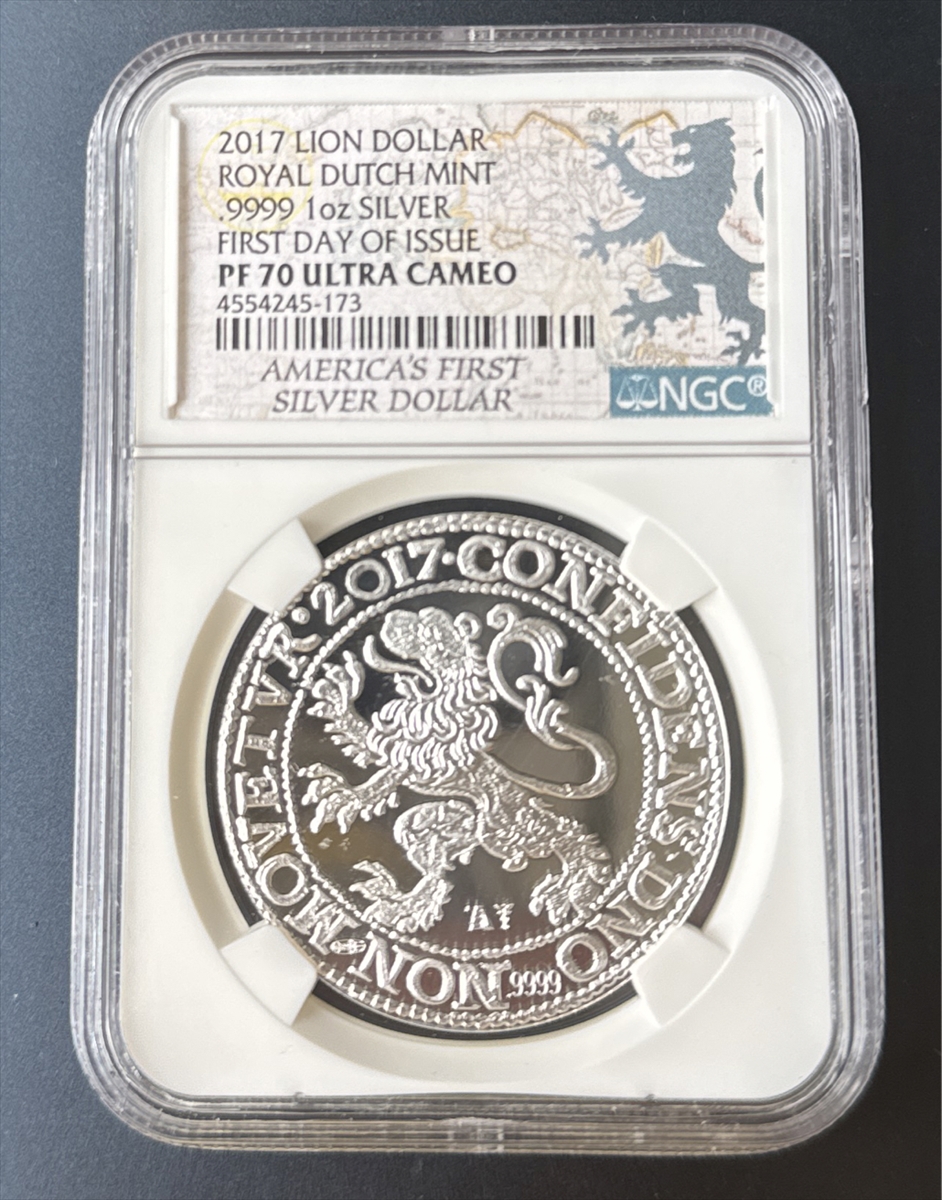 2017 LION DOLLAR
ROYAL DUTCH MINT
.9999 1oz SILVER
FIRST DAY OF ISSUE
PF 70 ULTRA CAMEO
4554245-173
AMERICA'S FIRST
SILVER DOLLAR
NGC®
·2017·CONFIDENS·DNO
.9999
NON·MOVETVR·